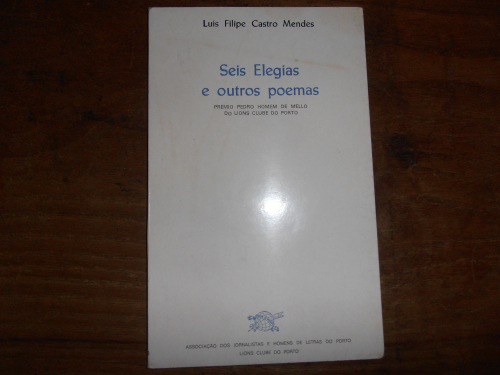 Luís Filipe Castro Mendes
Seis Elegias
e outros poemas
PRÉMIO PEDRO HOMEM DE MELLO
DO LIONS CLUBE DO PORTO
ASSOCIAÇÃO DOS JORNALISTAS E HOMENS DE LETRAS DO PORTO
LIONS CLUBE DO PORTO